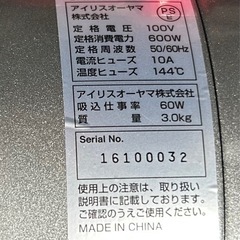 アイリスオーヤマ
株式会社
PS
E
定格電圧 100V
定格消費電力 600W
定格周波数 50/60Hz
電流ヒューズ 10A
温度ヒューズ 144℃
アイリスオーヤマ株式会社
吸込仕事率 60W
質量 3.0kg
Serial No.
16100032
使用上の注意は、取り扱い
説明書に記載しています。
ご確認のうえご使用ください。
MADE IN CHINA